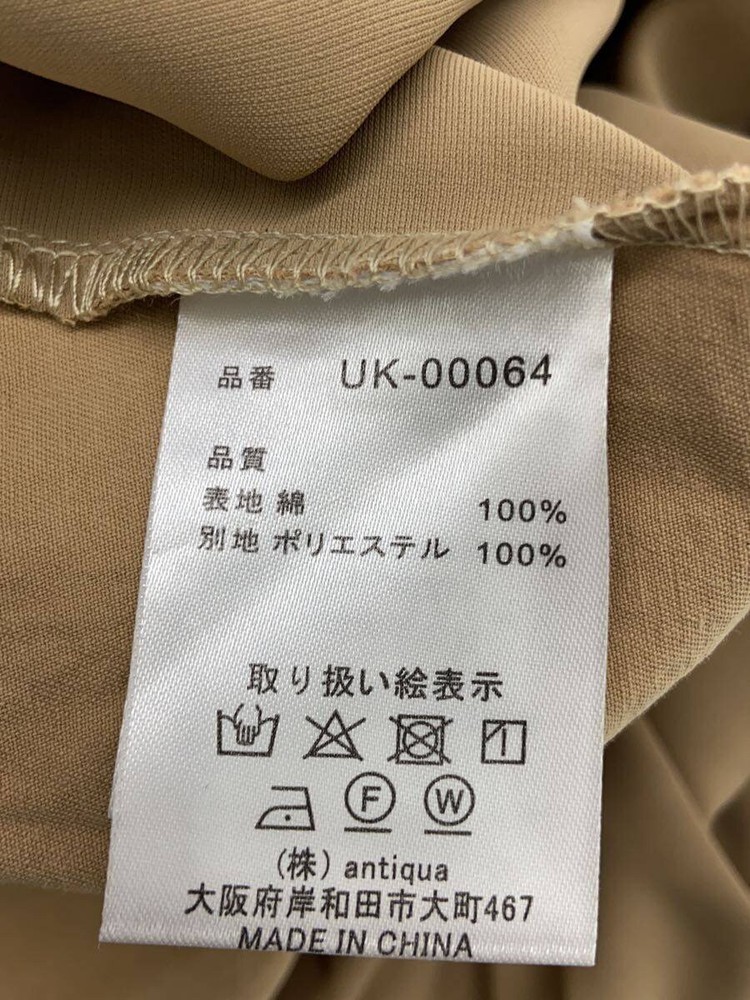 品番 UK-00064
品質
表地 綿 100%
別地 ポリエステル 100%
取り扱い絵表示
F W
(株) antiqua
大阪府岸和田市大町467
MADE IN CHINA